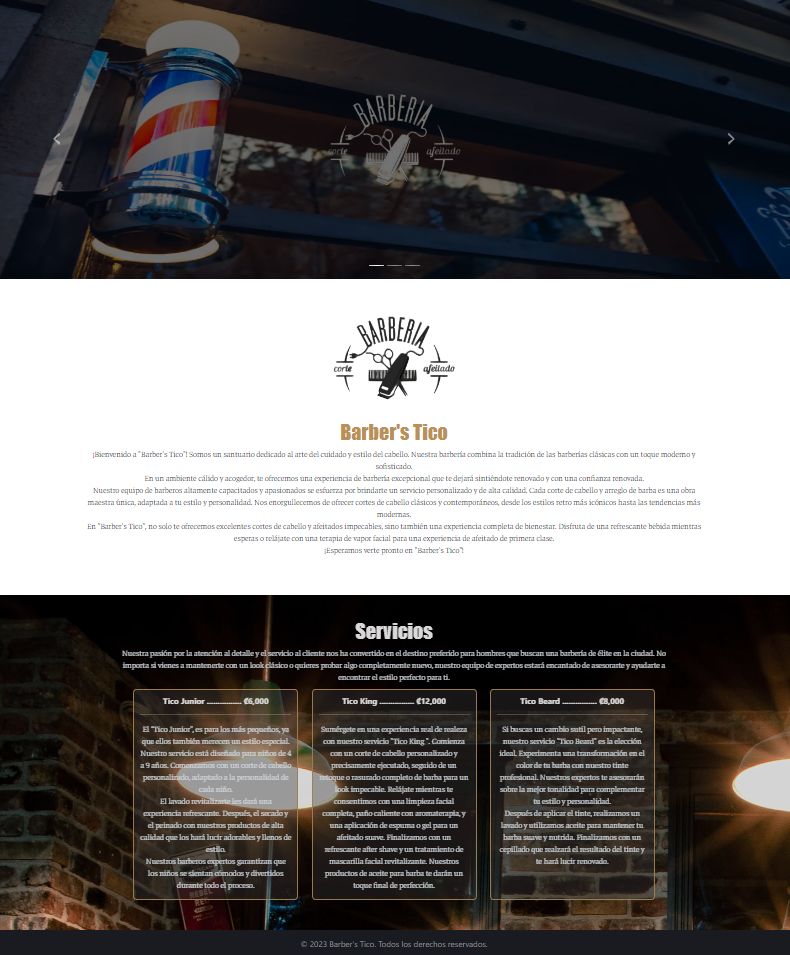 BARBERIA
corte afeitado
BARBERIA
corte afeitado
Barber's Tico
¡Bienvenido a "Barber's Tico"! Somos un santuario dedicado al arte del cuidado y estilo del cabello. Nuestra barbería combina la tradición de las barberías clásicas con un toque moderno y
sofisticado.
En un ambiente cálido y acogedor, te ofrecemos una experiencia de barbería excepcional que te dejará sintiéndote renovado y con una confianza renovada.
Nuestro equipo de barberos altamente capacitados y apasionados se esfuerza por brindarte un servicio personalizado y de alta calidad. Cada corte de cabello y arreglo de barba es una obra
maestra única, adaptada a tu estilo y personalidad. Nos enorgullecemos de ofrecer cortes de cabello clásicos y contemporáneos, desde los estilos retro más icónicos hasta las tendencias más
modernas.
En "Barber's Tico", no solo te ofrecemos excelentes cortes de cabello y afeitados impecables, sino también una experiencia completa de bienestar. Disfruta de una refrescante bebida mientras
esperas o relájate con una terapia de vapor facial para una experiencia de afeitado de primera clase.
¡Esperamos verte pronto en "Barber's Tico"!
Servicios
Nuestra pasión por la atención al detalle y el servicio al cliente nos ha convertido en el destino preferido para hombres que buscan una barbería de élite en la ciudad. No
importa si vienes a mantenerte con un look clásico o quieres probar algo completamente nuevo, nuestro equipo de expertos estará encantado de asesorarte y ayudarte a
encontrar el estilo perfecto para ti.
Tico Junior ................ ₡6,000
El "Tico Junior", es para los más pequeños, ya
que ellos también merecen un estilo especial.
Nuestro servicio está diseñado para niños de 4
a 9 años. Comenzamos con un corte de cabello
personalizado, adaptado a la personalidad de
cada niño.
El lavado revitalizante les dará una
experiencia refrescante. Después, el secado y
el peinado con nuestros productos de alta
calidad que los hará lucir adorables y llenos de
estilo.
Nuestros barberos expertos garantizan que
los niños se sientan cómodos y divertidos
durante todo el proceso.
Tico King ................ ₡12,000
Sumérgete en una experiencia real de realeza
con nuestro servicio "Tico King ". Comienza
con un corte de cabello personalizado y
precisamente ejecutado, seguido de un
retoque o rasurado completo de barba para un
look impecable. Relájate mientras te
consentimos con una limpieza facial
completa, paño caliente con aromaterapia, y
una aplicación de espuma o gel para un
afeitado suave. Finalizamos con un
refrescante after shave y un tratamiento de
mascarilla facial revitalizante. Nuestros
productos de aceite para barba te darán un
toque final de perfección.
Tico Beard ................ ₡8,000
Si buscas un cambio sutil pero impactante,
nuestro servicio "Tico Beard" es la elección
ideal. Experimenta una transformación en el
color de tu barba con nuestro tinte
profesional. Nuestros expertos te asesorarán
sobre la mejor tonalidad para complementar
tu estilo y personalidad.
Después de aplicar el tinte, realizamos un
lavado y utilizamos aceite para mantener tu
barba suave y nutrida. Finalizamos con un
cepillado que realzará el resultado del tinte y
te hará lucir renovado.
© 2023 Barber's Tico. Todos los derechos reservados.